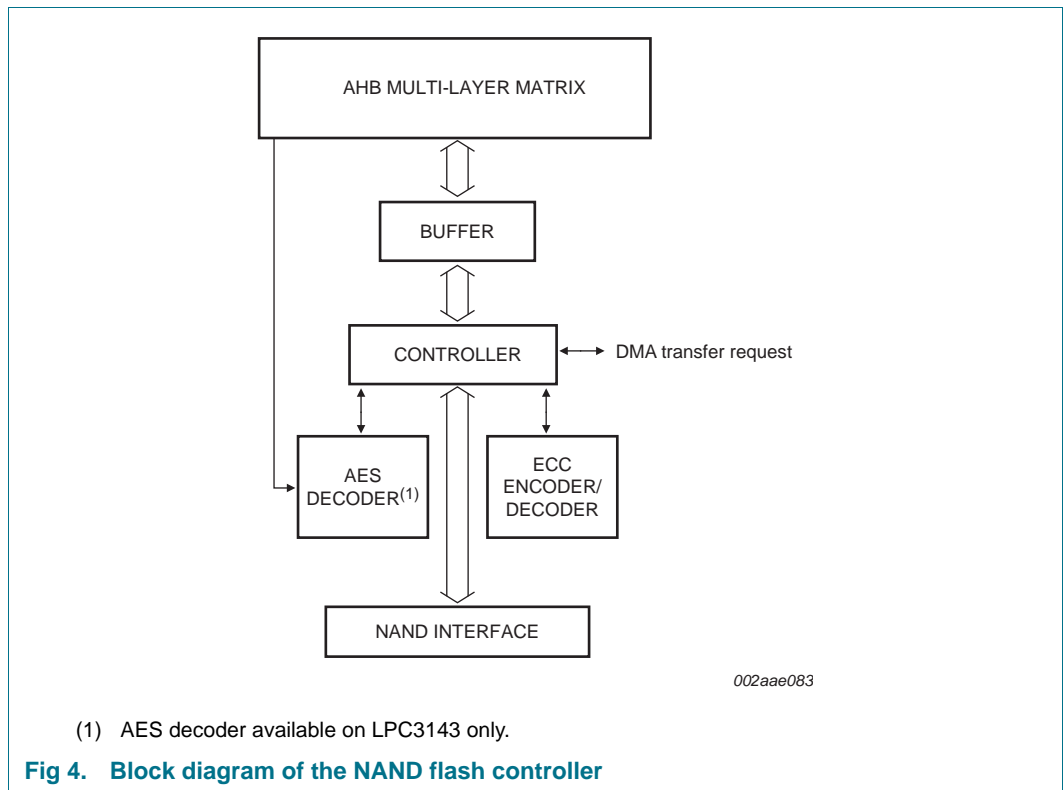 AHB MULTI-LAYER MATRIX
BUFFER
CONTROLLER
DMA transfer request
AES
DECODER(1)
ECC
ENCODER/
DECODER
NAND INTERFACE
002aae083
(1) AES decoder available on LPC3143 only.
Fig 4. Block diagram of the NAND flash controller